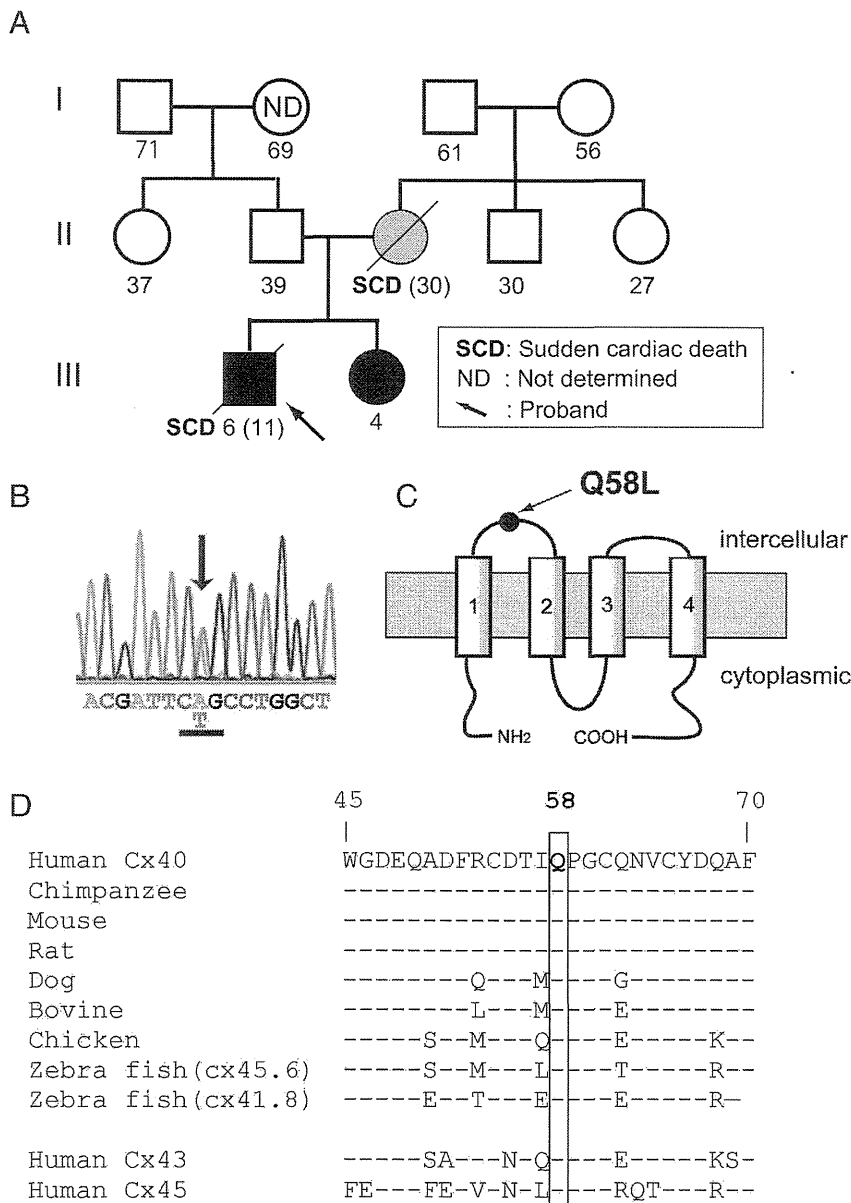 A
I
ND
71
69
61
56
II
37
39
SCD (30)
30
27
III
SCD 6 (11)
4
SCD: Sudden cardiac death
ND : Not determined
: Proband
B
ACGATTCAGCCTGGCT
T
C
Q58L
intercellular
1 2 3 4
cytoplasmic
NH2 COOH
D
45 58 70
Human Cx40 WGDEQADFRCDTIQPGCQNVCYDQAF
Chimpanzee --------------------------
Mouse --------------------------
Rat --------------------------
Dog --------Q---M----G--------
Bovine --------L---M----E--------
Chicken -----S--M---Q----E-----K--
Zebra fish(cx45.6) -----S--M---L----T-----R--
Zebra fish(cx41.8) -----E--T---E----E-----R--
Human Cx43 -----SA---N-Q----E-----KS-
Human Cx45 FE---FE-V-N-L----RQT---R--